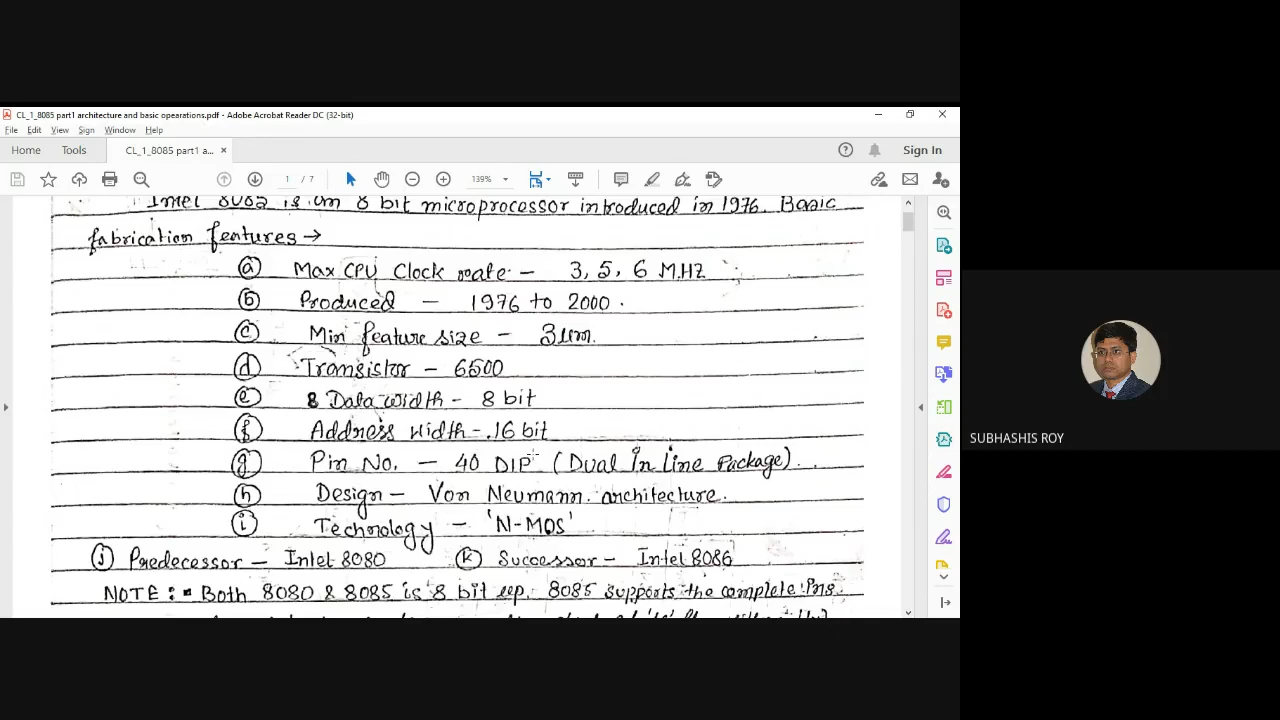 CL_1_8085 part1 architecture and basic opearations.pdf - Adobe Acrobat Reader DC (32-bit)
File Edit View Sign Window Help
Home Tools CL_1_8085 part1 a... × Sign In
1 / 7 139%
Intel 8085 is an 8 bit microprocessor introduced in 1976. Basic
fabrication features →
(a) Max CPU Clock rate - 3, 5, 6 M.HZ
(b) Produced - 1976 to 2000.
(c) Min feature size - 3μm.
(d) Transistor - 6500
(e) 8 Data width - 8 bit
(f) Address width - 16 bit
(g) Pin No. - 40 DIP (Dual In Line Package).
(h) Design - Von Neumann architecture.
(i) Technology - 'N-MOS'
(j) Predecessor - Intel 8080 (k) Successor - Intel 8086
NOTE: - Both 8080 & 8085 is 8 bit μp. 8085 supports the complete Ins
SUBHASHIS ROY